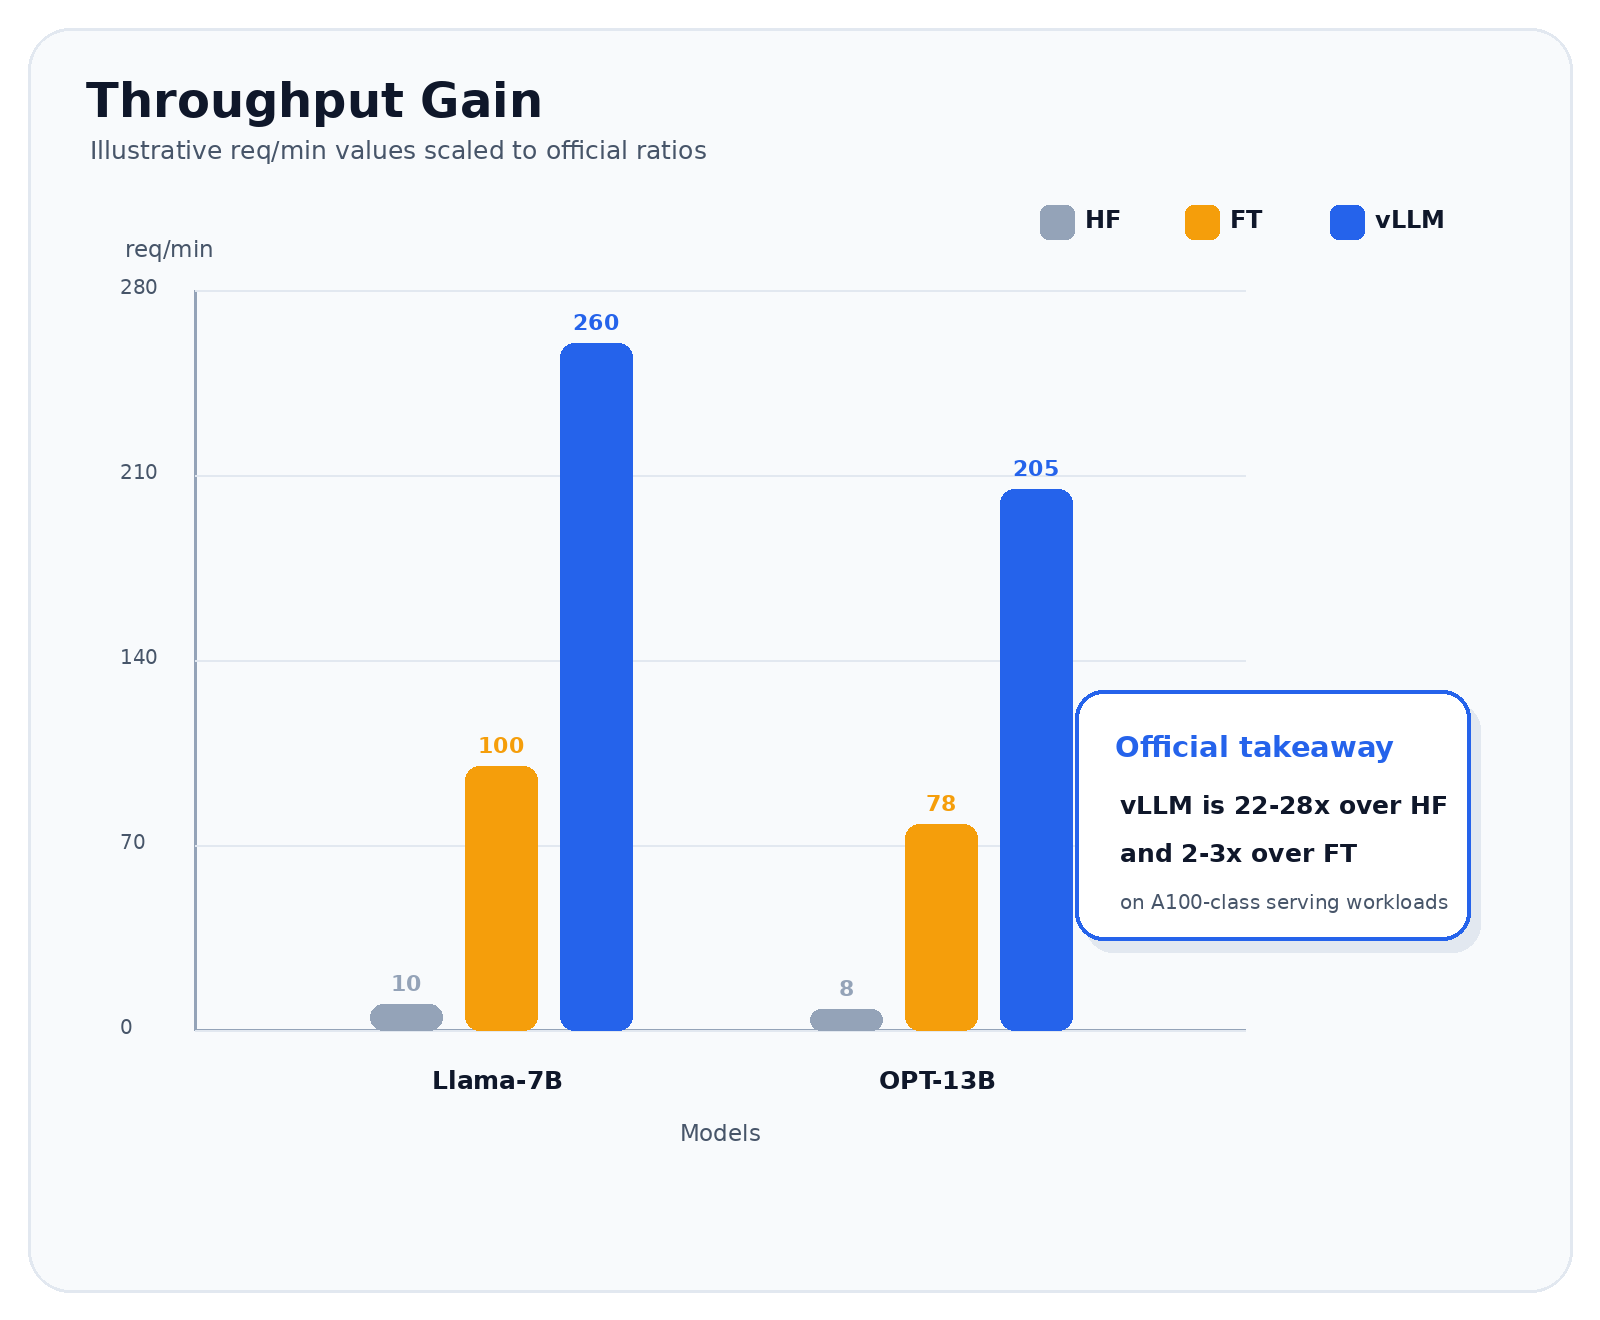 Throughput Gain
Illustrative req/min values scaled to official ratios
HF
FT
vLLM
req/min
280
210
140
70
0
260
205
100
78
10
8
Official takeaway
vLLM is 22-28x over HF
and 2-3x over FT
on A100-class serving workloads
Llama-7B
OPT-13B
Models